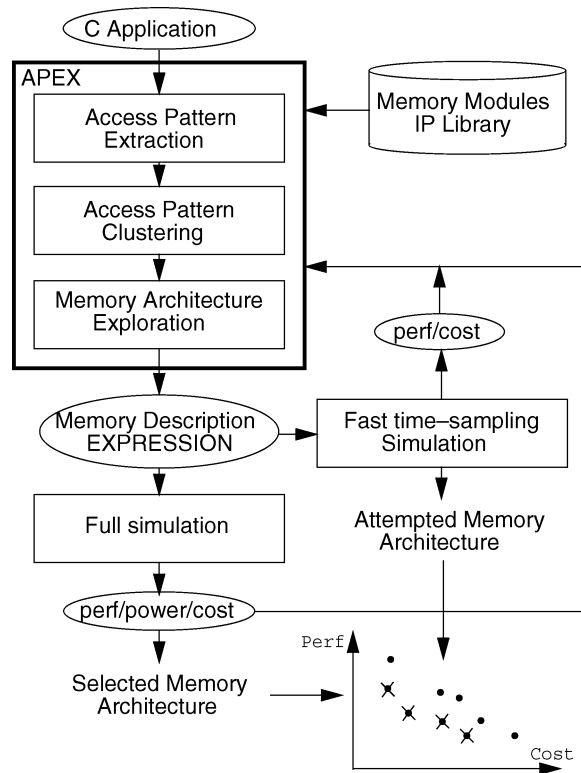 C Application
APEX
Access Pattern
Extraction
Memory Modules
IP Library
Access Pattern
Clustering
Memory Architecture
Exploration
perf/cost
Memory Description
EXPRESSION
Fast time–sampling
Simulation
Full simulation
Attempted Memory
Architecture
perf/power/cost
Selected Memory
Architecture
Perf
Cost